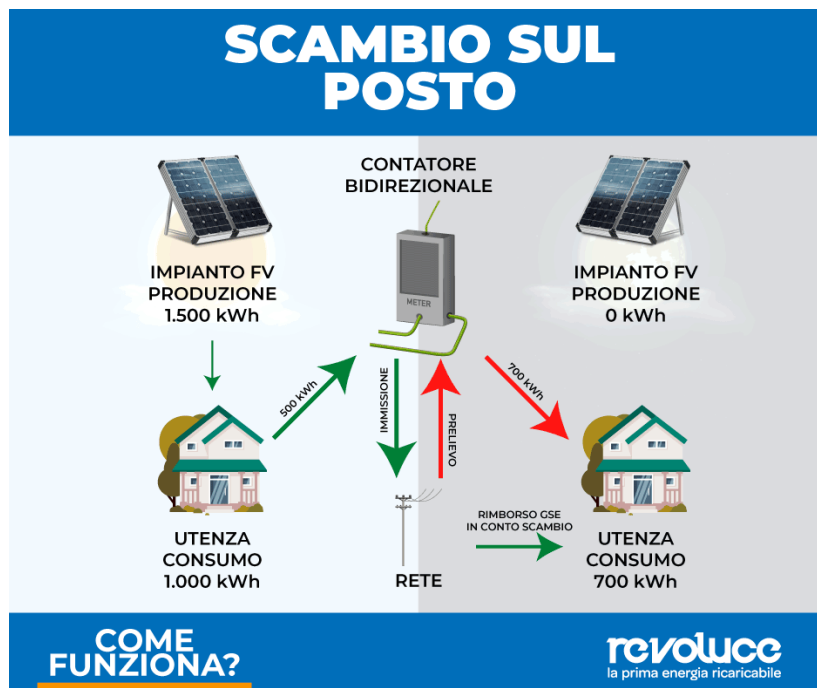 SCAMBIO SUL
POSTO
CONTATORE
BIDIREZIONALE
METER
IMPIANTO FV
PRODUZIONE
1.500 kWh
IMPIANTO FV
PRODUZIONE
0 kWh
500 kWh
IMMISSIONE
PRELIEVO
700 kWh
UTENZA
CONSUMO
1.000 kWh
RETE
RIMBORSO GSE
IN CONTO SCAMBIO
UTENZA
CONSUMO
700 kWh
COME
FUNZIONA?
revoluce
la prima energia ricaricabile